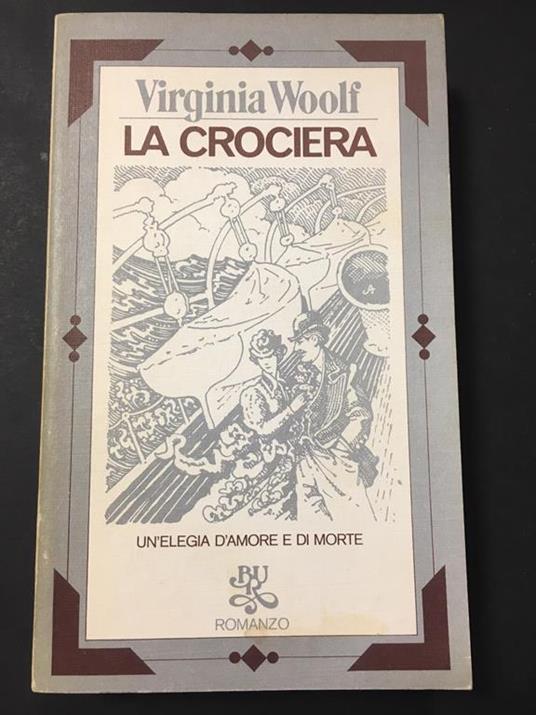 Virginia Woolf
LA CROCIERA
UN'ELEGIA D'AMORE E DI MORTE
BUR
ROMANZO